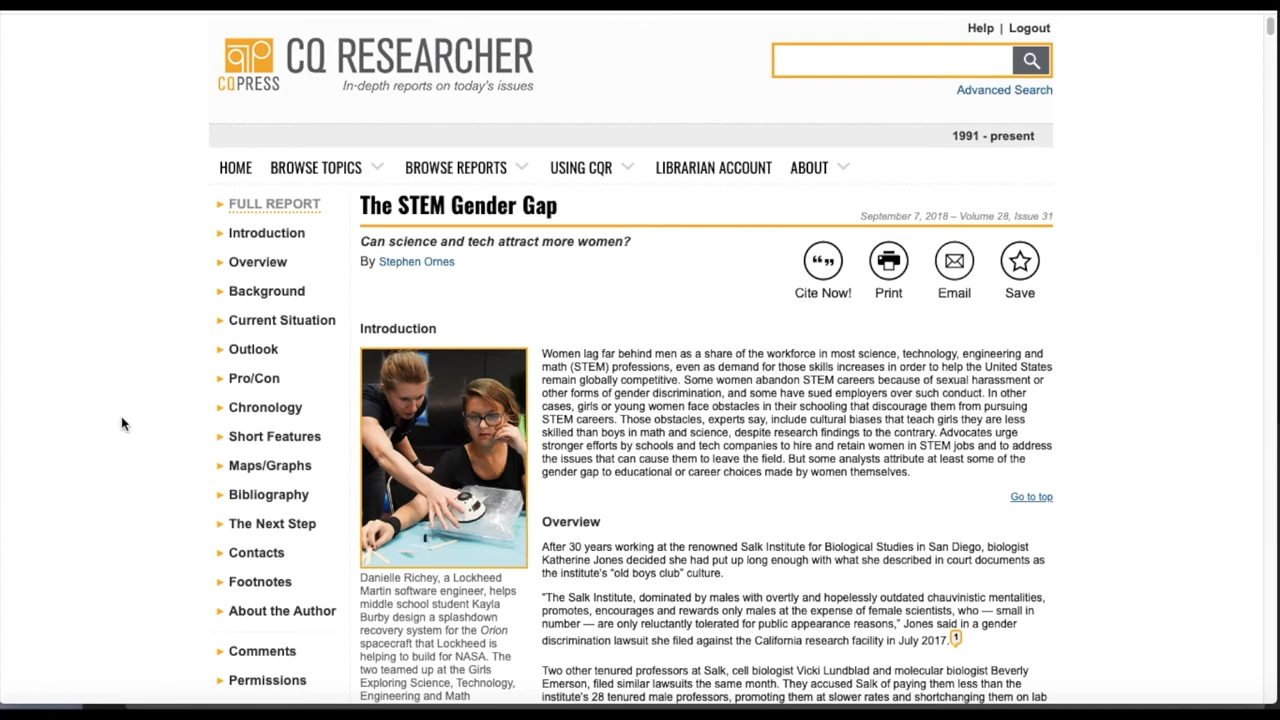 Help | Logout
CQPRESS
CQ RESEARCHER
In-depth reports on today's issues
Advanced Search
1991 - present
HOME BROWSE TOPICS BROWSE REPORTS USING CQR LIBRARIAN ACCOUNT ABOUT
FULL REPORT
Introduction
Overview
Background
Current Situation
Outlook
Pro/Con
Chronology
Short Features
Maps/Graphs
Bibliography
The Next Step
Contacts
Footnotes
About the Author
Comments
Permissions
The STEM Gender Gap
September 7, 2018 – Volume 28, Issue 31
Can science and tech attract more women?
By Stephen Ornes
Cite Now! Print Email Save
Introduction
Women lag far behind men as a share of the workforce in most science, technology, engineering and
math (STEM) professions, even as demand for those skills increases in order to help the United States
remain globally competitive. Some women abandon STEM careers because of sexual harassment or
other forms of gender discrimination, and some have sued employers over such conduct. In other
cases, girls or young women face obstacles in their schooling that discourage them from pursuing
STEM careers. Those obstacles, experts say, include cultural biases that teach girls they are less
skilled than boys in math and science, despite research findings to the contrary. Advocates urge
stronger efforts by schools and tech companies to hire and retain women in STEM jobs and to address
the issues that can cause them to leave the field. But some analysts attribute at least some of the
gender gap to educational or career choices made by women themselves.
Go to top
Danielle Richey, a Lockheed
Martin software engineer, helps
middle school student Kayla
Burby design a splashdown
recovery system for the Orion
spacecraft that Lockheed is
helping to build for NASA. The
two teamed up at the Girls
Exploring Science, Technology,
Engineering and Math
Overview
After 30 years working at the renowned Salk Institute for Biological Studies in San Diego, biologist
Katherine Jones decided she had put up long enough with what she described in court documents as
the institute's "old boys club" culture.
"The Salk Institute, dominated by males with overtly and hopelessly outdated chauvinistic mentalities,
promotes, encourages and rewards only males at the expense of female scientists, who — small in
number — are only reluctantly tolerated for public appearance reasons," Jones said in a gender
discrimination lawsuit she filed against the California research facility in July 2017. 1
Two other tenured professors at Salk, cell biologist Vicki Lundblad and molecular biologist Beverly
Emerson, filed similar lawsuits the same month. They accused Salk of paying them less than the
institute's 28 tenured male professors, promoting them at slower rates and shortchanging them on lab